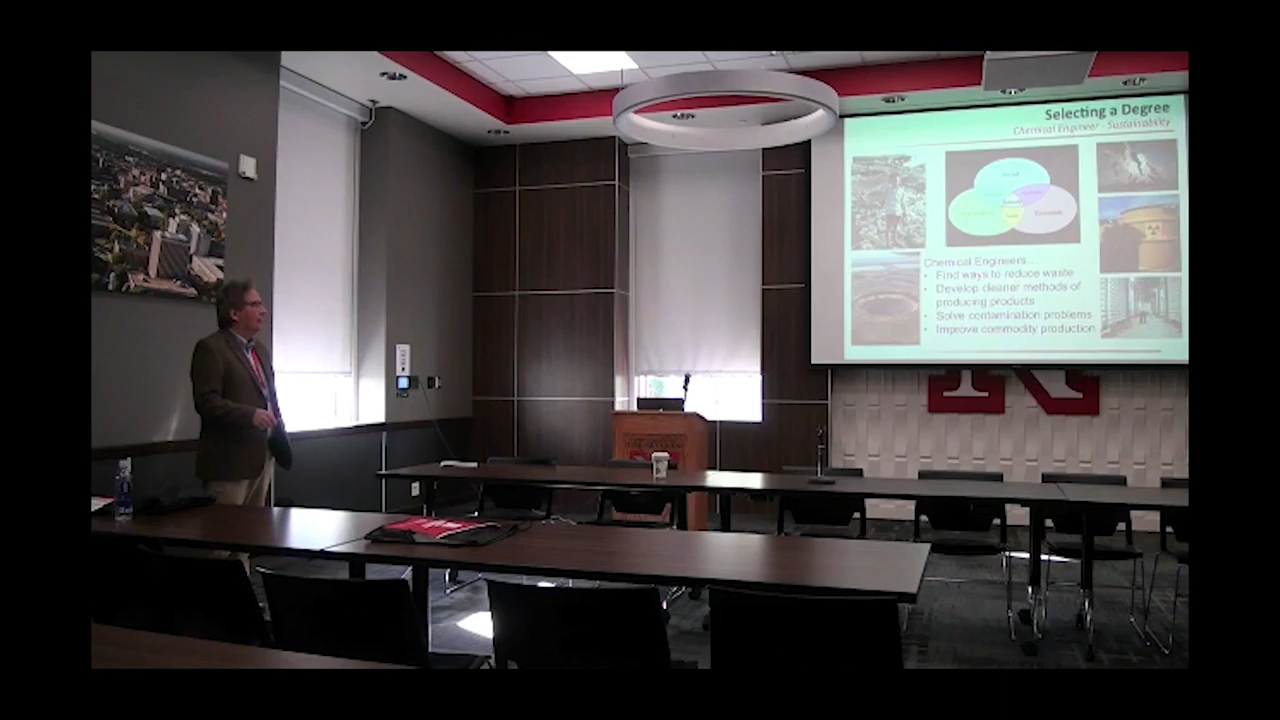 Selecting a Degree
Chemical Engineer - Sustainability
Chemical Engineers...
• Find ways to reduce waste
• Develop cleaner methods of
producing products
• Solve contamination problems
• Improve commodity production
N